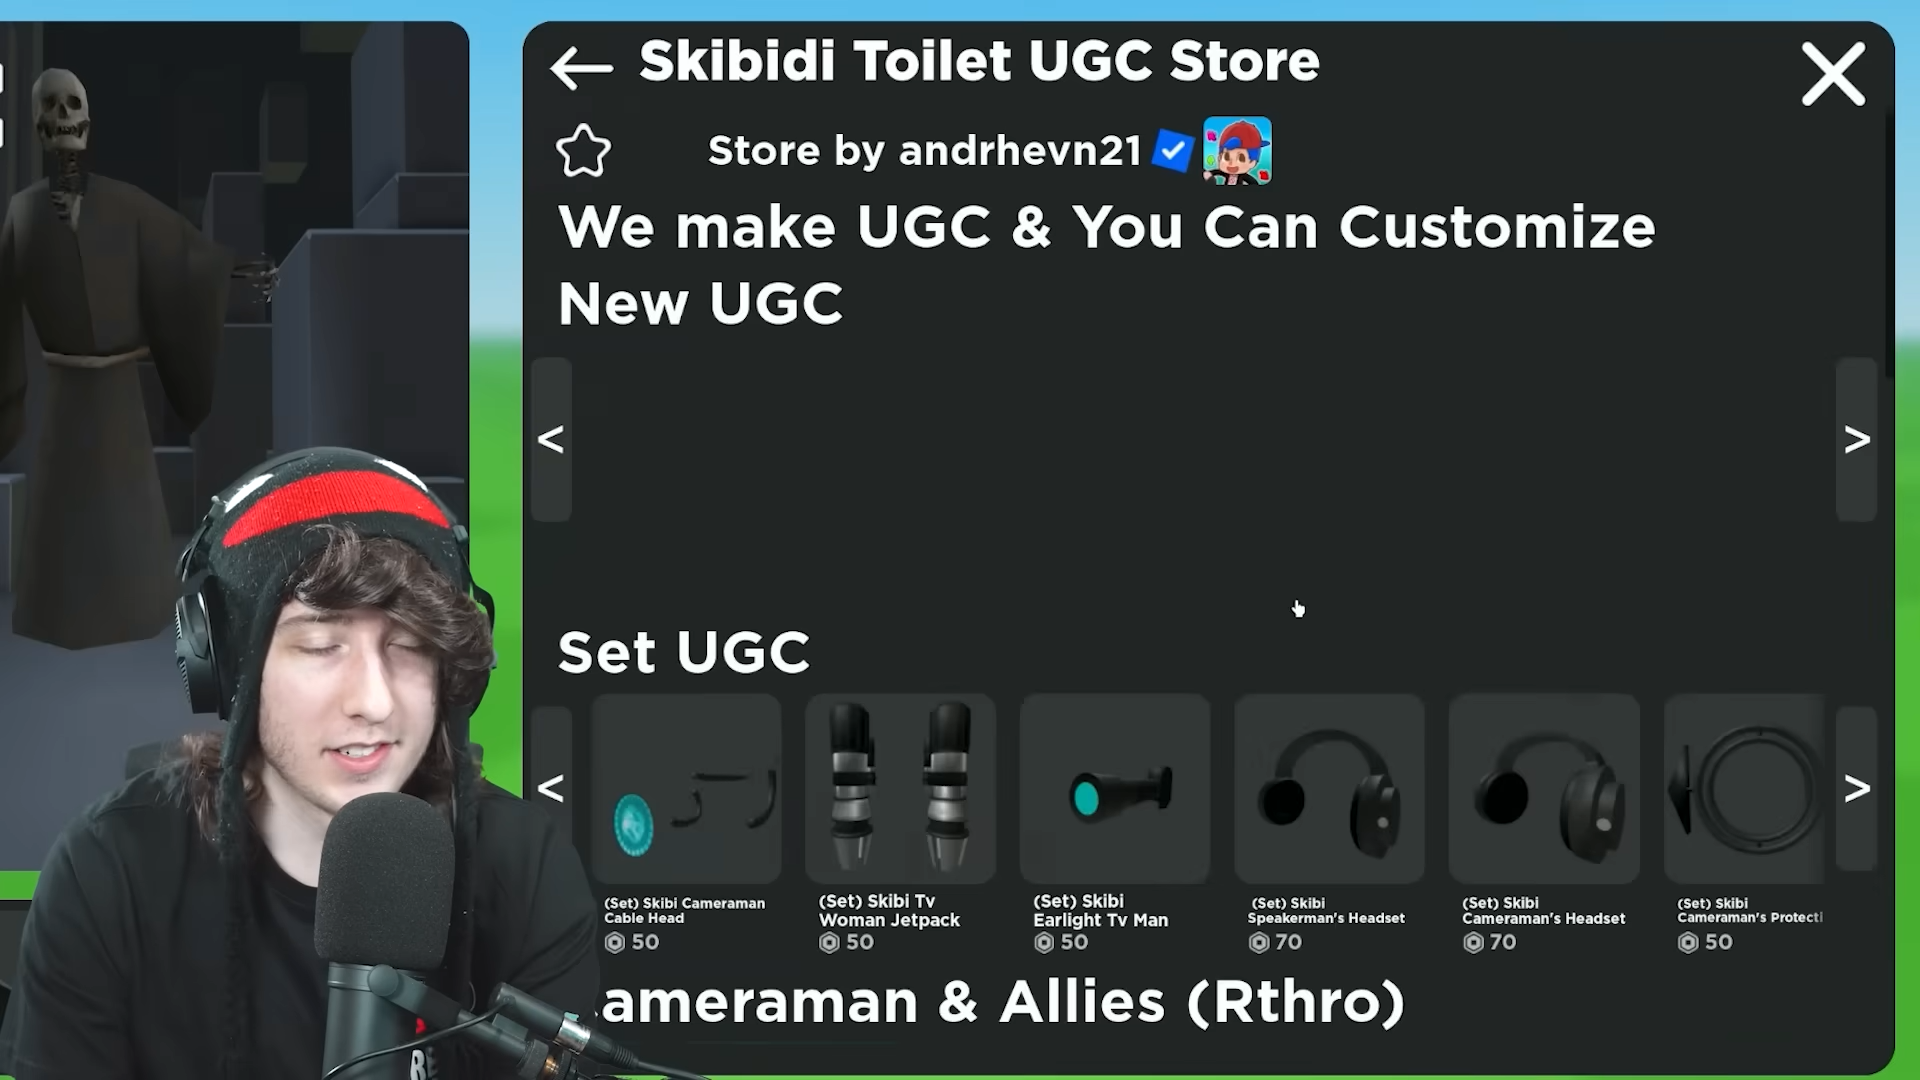 Skibidi Toilet UGC Store
Store by andrhevn21
We make UGC & You Can Customize
New UGC
<
>
Set UGC
<
>
(Set) Skibi Cameraman
Cable Head
50
(Set) Skibi Tv
Woman Jetpack
50
(Set) Skibi
Earlight Tv Man
50
(Set) Skibi
Speakerman's Headset
70
(Set) Skibi
Cameraman's Headset
70
(Set) Skibi
Cameraman's Protecti
50
ameraman & Allies (Rthro)